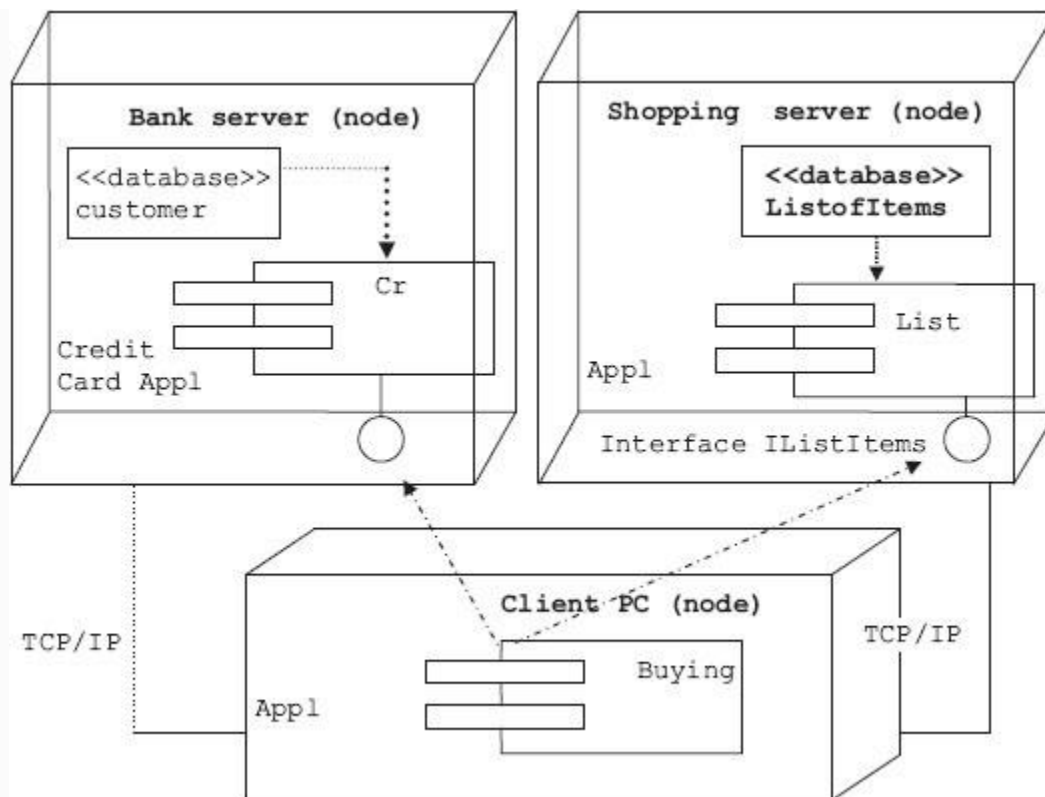 Bank server (node)
<<database>>
customer
Cr
Credit
Card Appl
Shopping server (node)
<<database>>
ListofItems
List
Appl
Interface IListItems
TCP/IP
Client PC (node)
Buying
Appl
TCP/IP